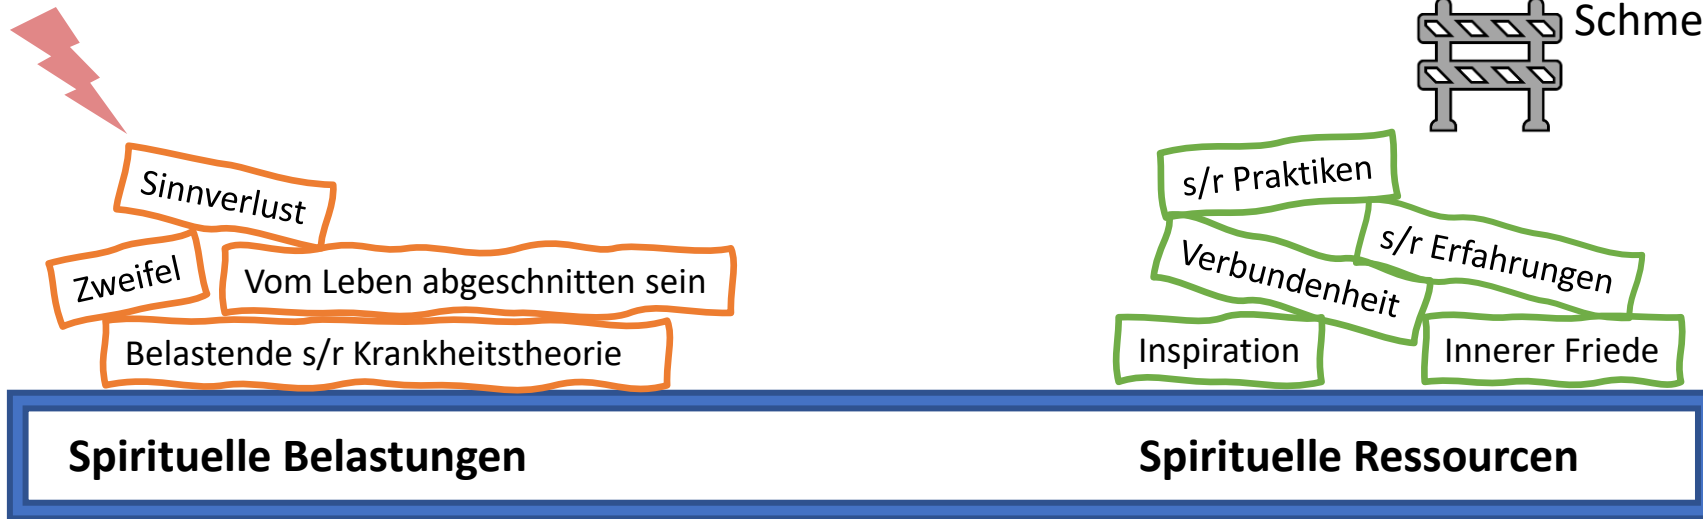 Schme
Sinnverlust
Zweifel
Vom Leben abgeschnitten sein
Belastende s/r Krankheitstheorie
s/r Praktiken
s/r Erfahrungen
Verbundenheit
Inspiration
Innerer Friede
Spirituelle Belastungen
Spirituelle Ressourcen